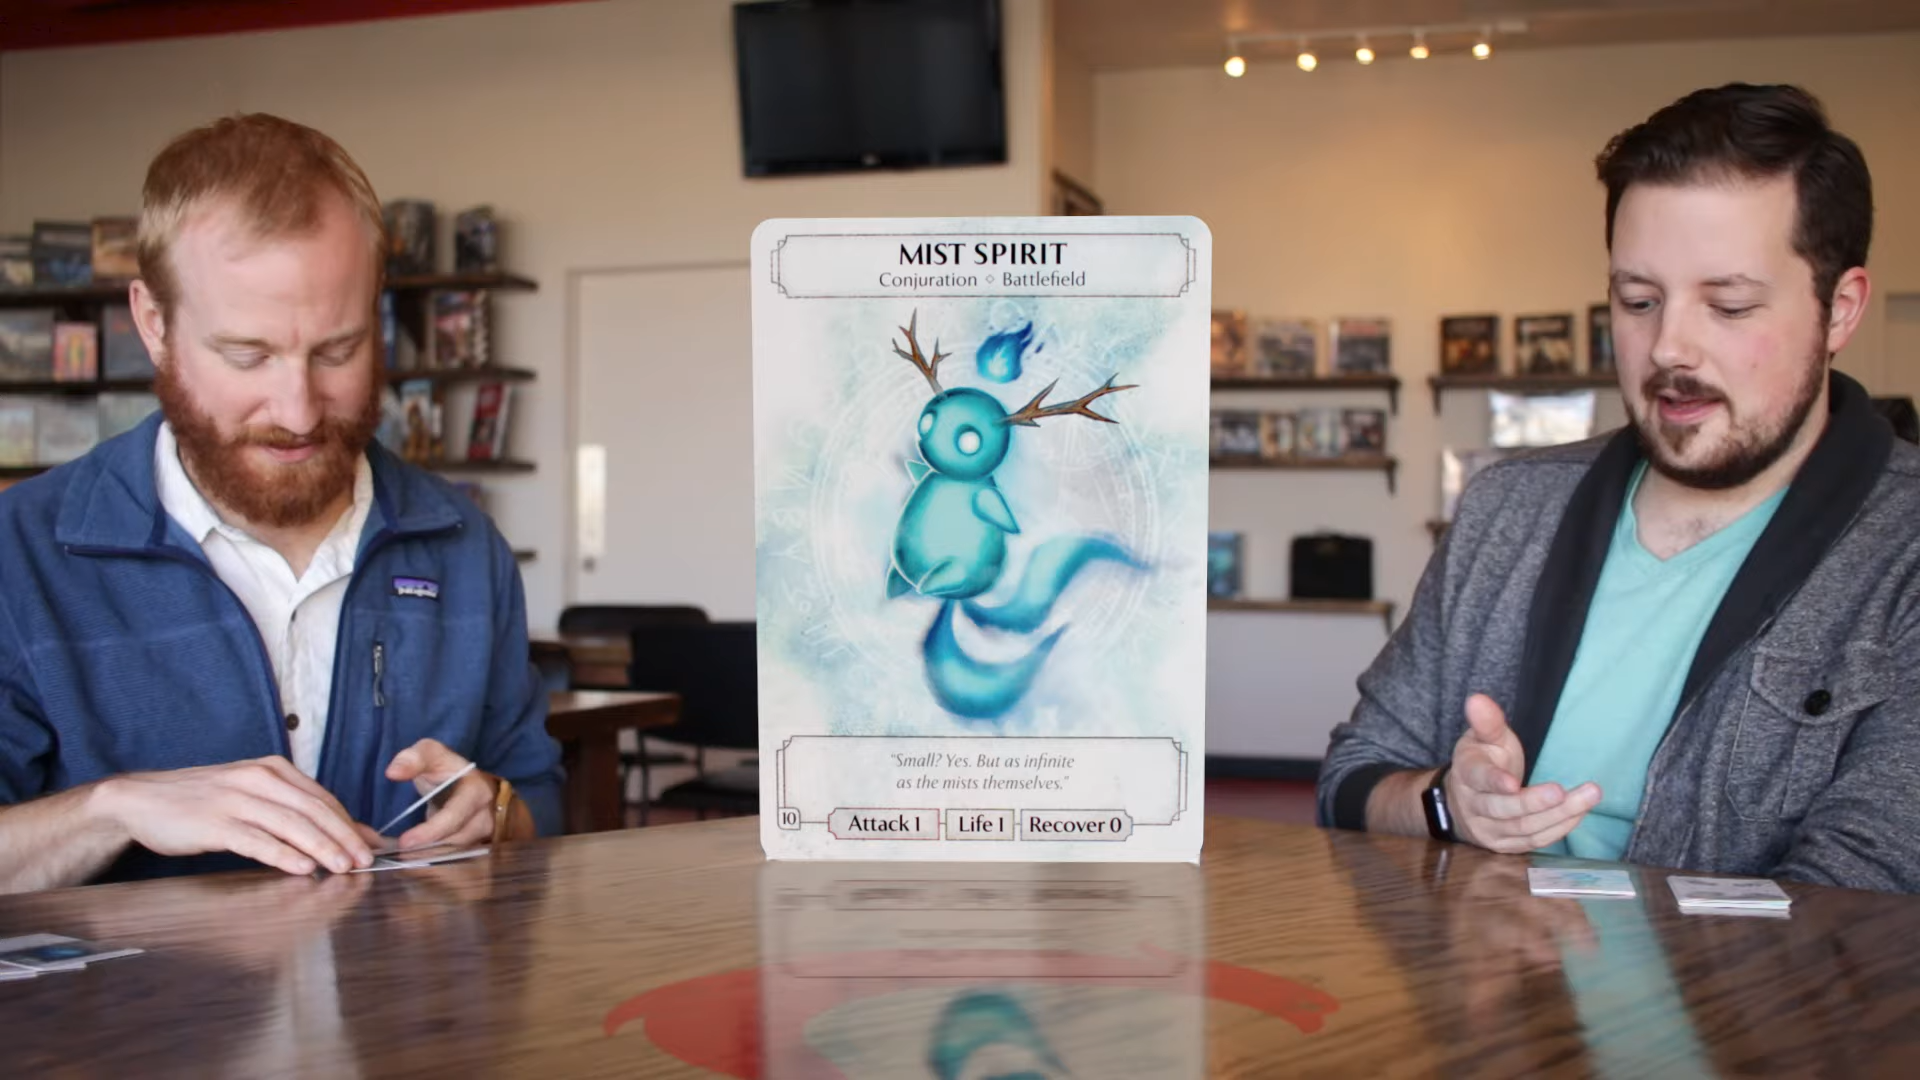 MIST SPIRIT
Conjuration ◇ Battlefield
"Small? Yes. But as infinite
as the mists themselves."
10
Attack 1
Life 1
Recover 0
patagonia